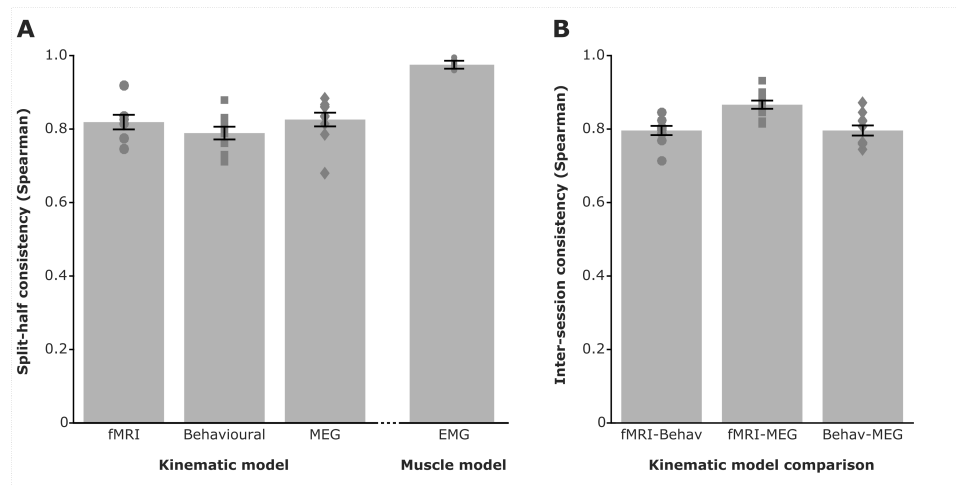 A
Split-half consistency (Spearman)
1.0
0.8
0.6
0.4
0.2
0
fMRI Behavioural MEG EMG
Kinematic model Muscle model
B
Inter-session consistency (Spearman)
1.0
0.8
0.6
0.4
0.2
0
fMRI-Behav fMRI-MEG Behav-MEG
Kinematic model comparison